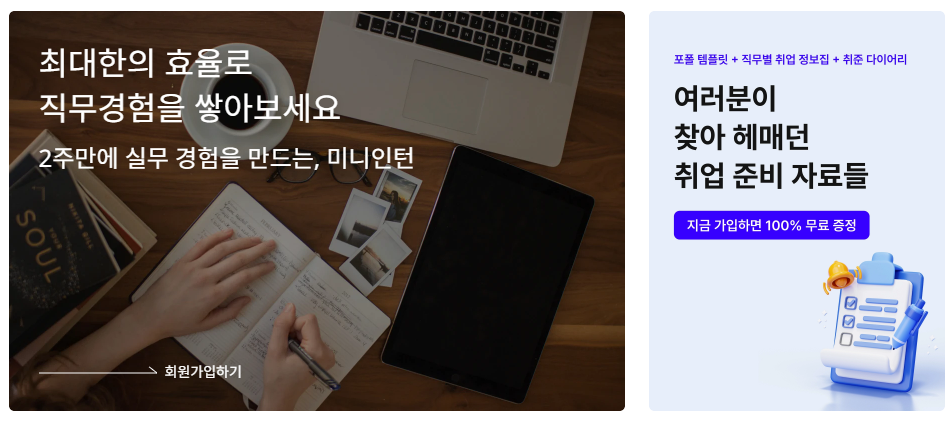 최대한의 효율로
직무경험을 쌓아보세요
2주만에 실무 경험을 만드는, 미니인턴
SOUL
회원가입하기
포폴 템플릿 + 직무별 취업 정보집 + 취준 다이어리
여러분이
찾아 헤매던
취업 준비 자료들
지금 가입하면 100% 무료 증정